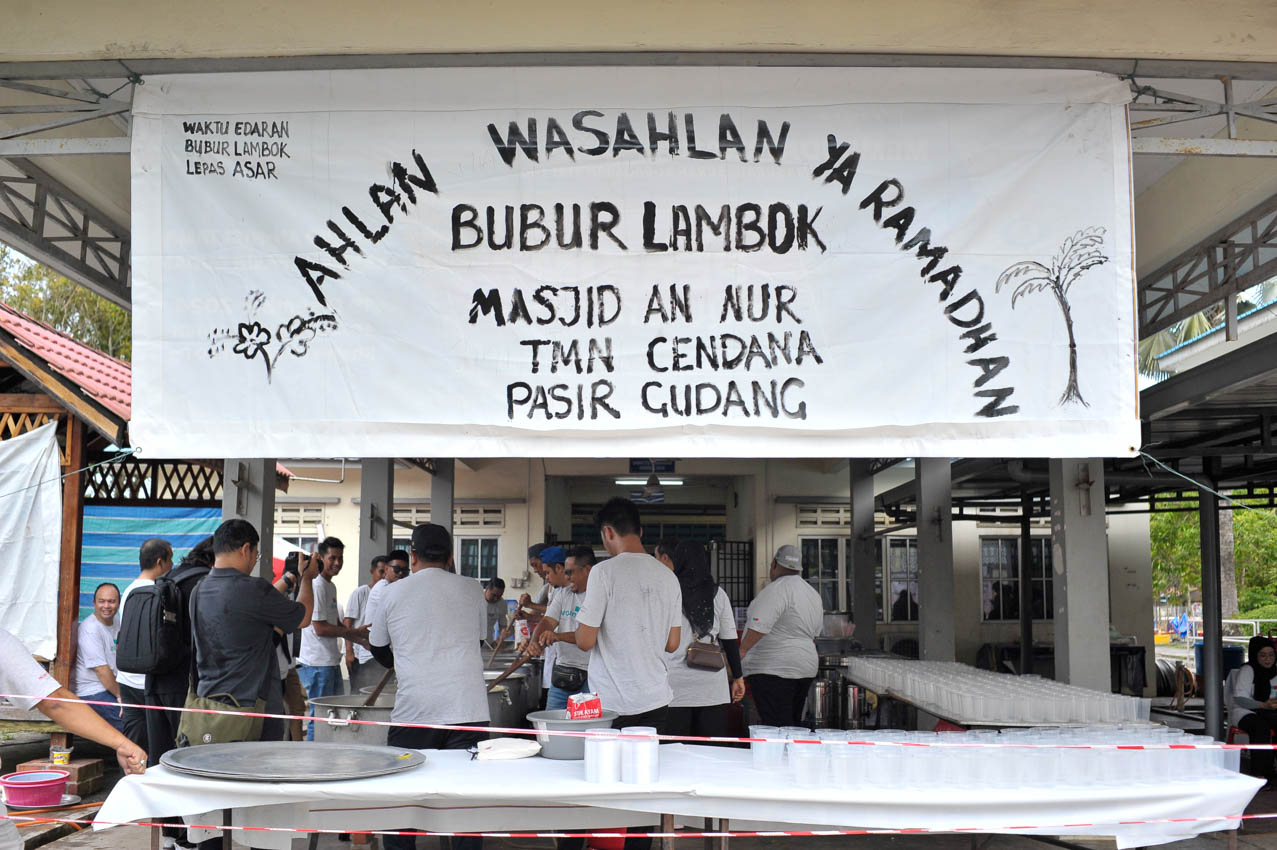 WAKTU EDARAN
BUBUR LAMBOK
LEPAS ASAR
AHLAN WASAHLAN YA RAMADHAN
BUBUR LAMBOK
MASJID AN NUR
TMN CENDANA
PASIR GUDANG